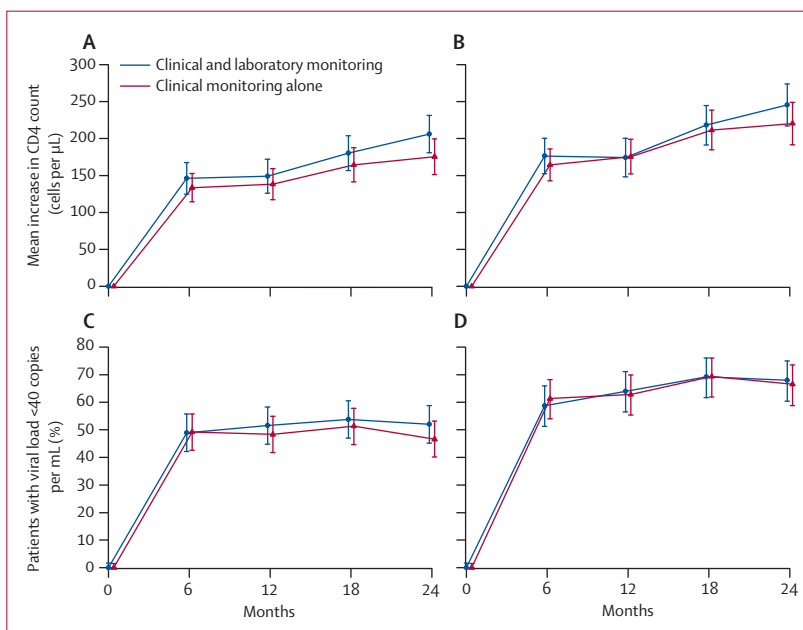 A
B
Clinical and laboratory monitoring
Clinical monitoring alone
Mean increase in CD4 count
(cells per μL)
300
250
200
150
100
50
0
C
D
Patients with viral load <40 copies
per mL (%)
80
70
60
50
40
30
20
10
0
0 6 12 18 24
Months
0 6 12 18 24
Months